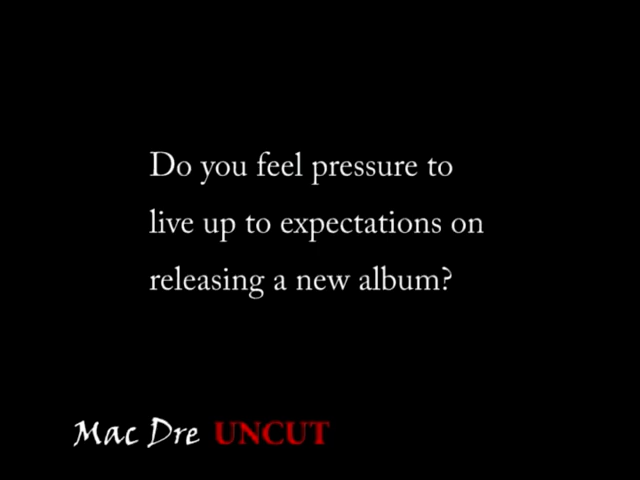 Do you feel pressure to
live up to expectations on
releasing a new album?
Mac Dre UNCUT